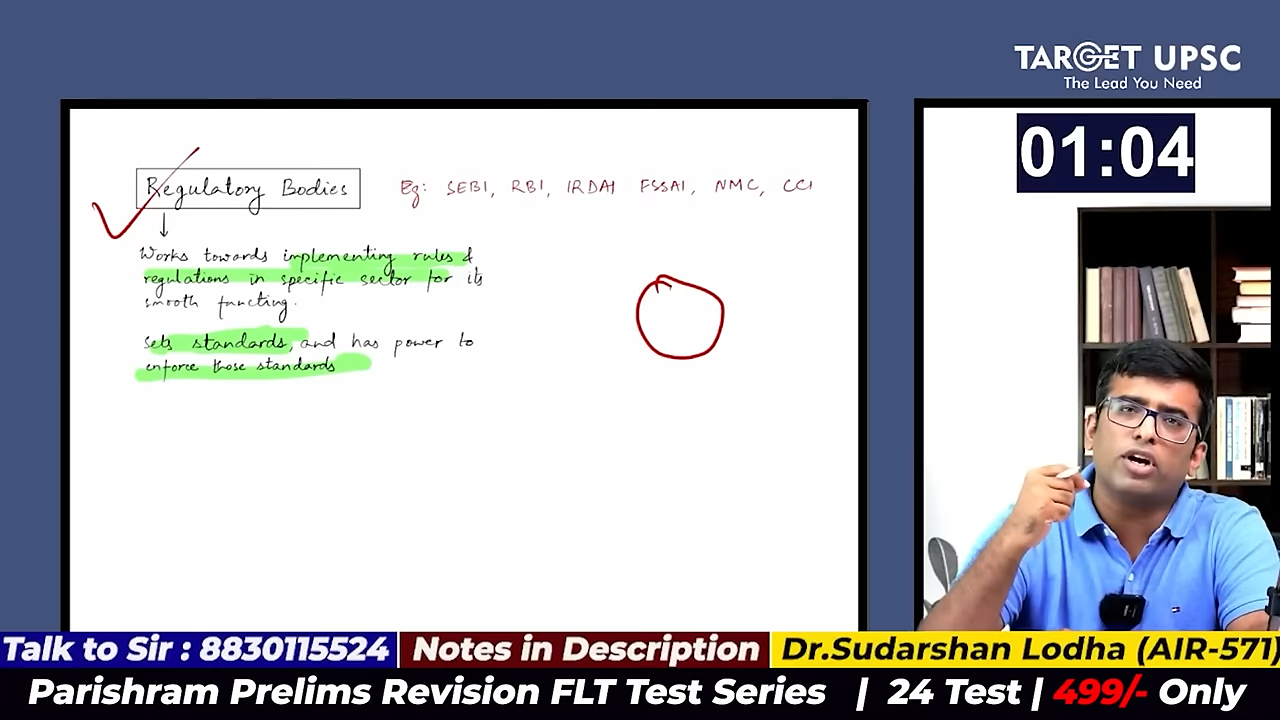 TARGET UPSC
The Lead You Need
01:04
Regulatory Bodies Eg: SEBI, RBI, IRDAI FSSAI, NMC, CCI
Works towards implementing rules &
regulations in specific sector for its
smooth functing.
Sets standards, and has power to
enforce those standards
Talk to Sir : 8830115524 Notes in Description Dr.Sudarshan Lodha (AIR-571)
Parishram Prelims Revision FLT Test Series | 24 Test | 499/- Only